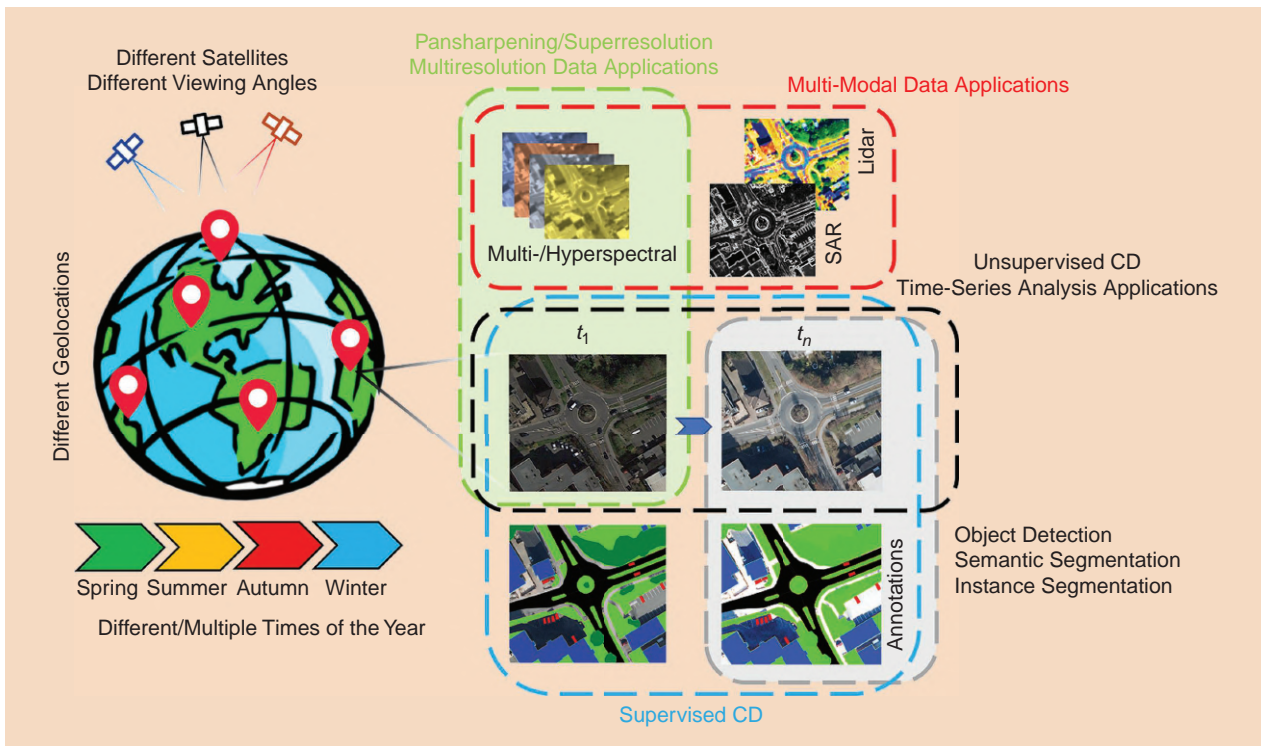 Different Satellites
Different Viewing Angles
Different Geolocations
Spring
Summer
Autumn
Winter
Different/Multiple Times of the Year
Pansharpening/Superresolution
Multiresolution Data Applications
Multi-Modal Data Applications
Multi-/Hyperspectral
Lidar
SAR
Unsupervised CD
Time-Series Analysis Applications
t1
tn
Object Detection
Semantic Segmentation
Instance Segmentation
Annotations
Supervised CD